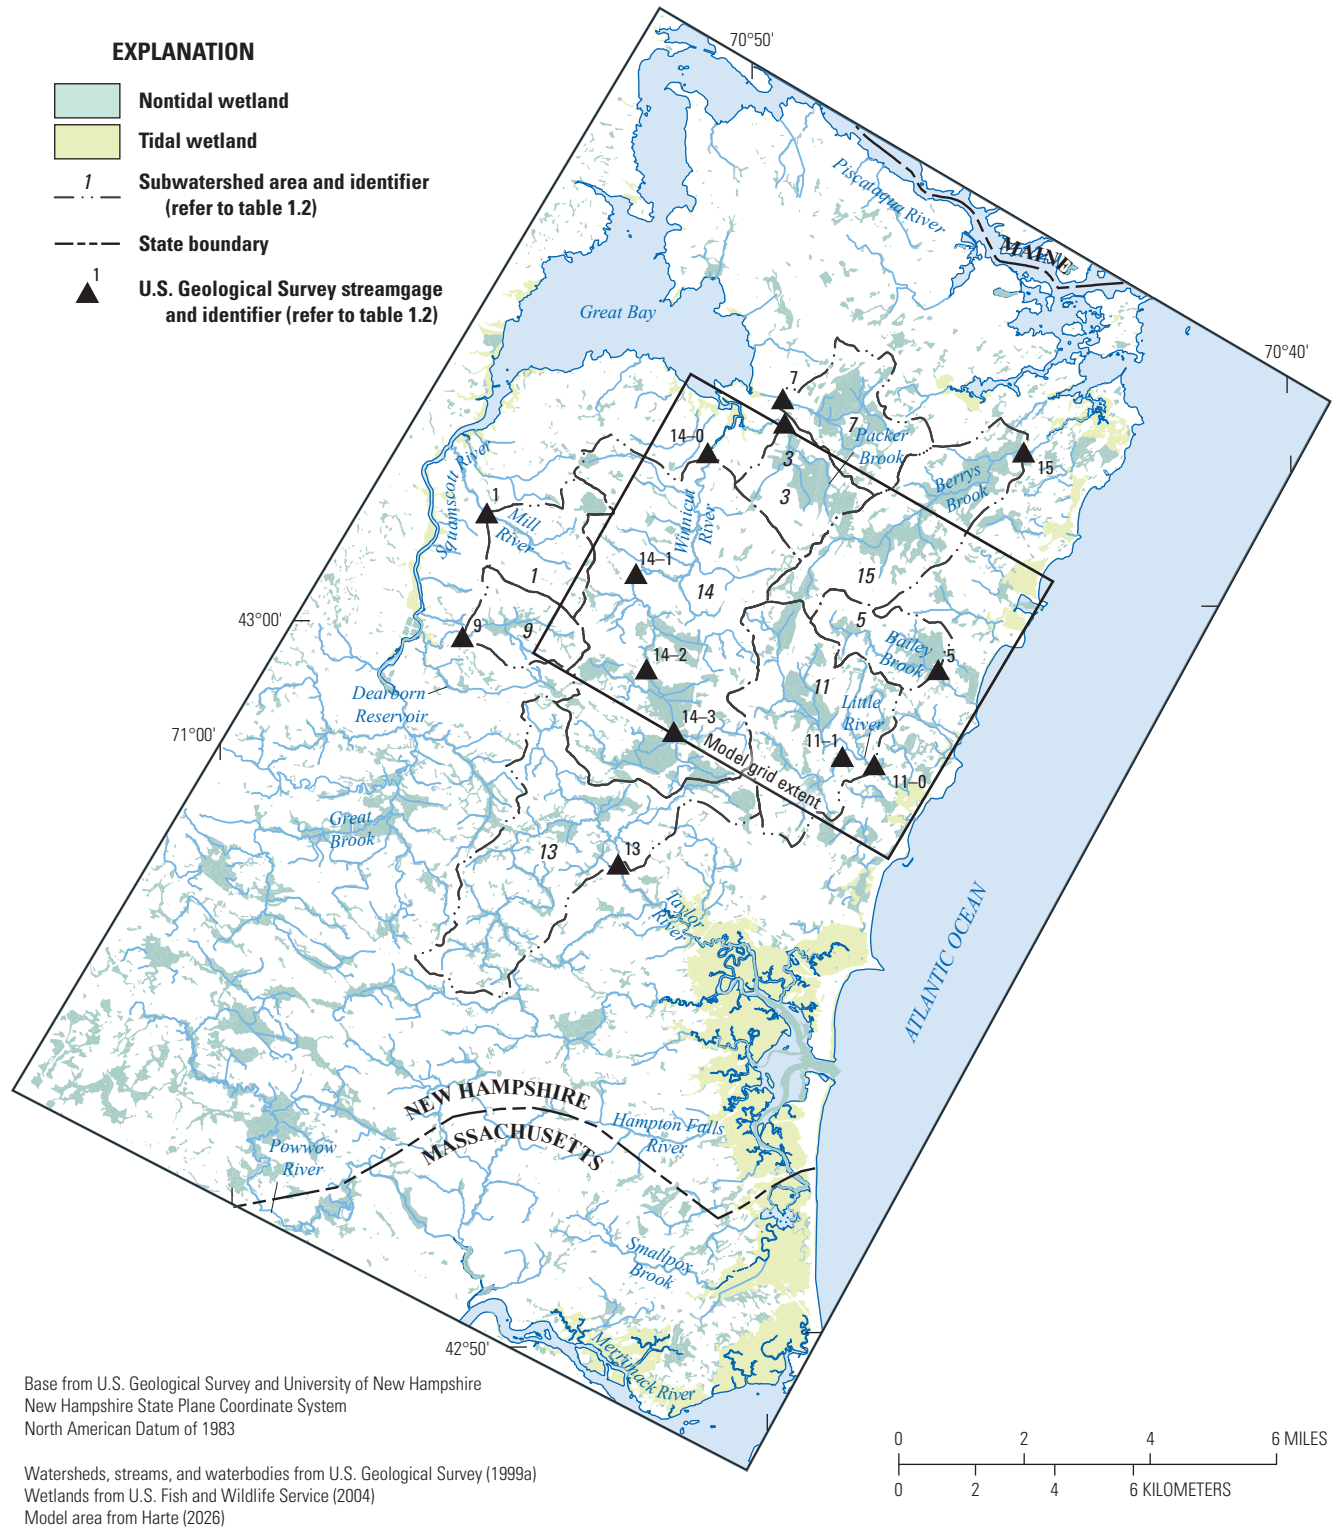 EXPLANATION
Nontidal wetland
Tidal wetland
1
Subwatershed area and identifier
(refer to table 1.2)
State boundary
1
U.S. Geological Survey streamgage
and identifier (refer to table 1.2)
70°50'
Piscataqua River
MAINE
Great Bay
70°40'
7
14–0
7
Packer
Brook
3
3
15
Berrys
Brook
Squamscott River
1
Mill
River
Winnicut
River
14–1
1
14
15
43°00'
9
9
5
Bailey
Brook
5
14–2
Dearborn
Reservoir
11
Little
River
14–3
71°00'
Model grid extent
11–1
11–0
Great
Brook
13
13
Taylor
River
ATLANTIC OCEAN
NEW HAMPSHIRE
MASSACHUSETTS
Hampton Falls
River
Powwow
River
Smallpox
Brook
42°50'
Merrimack River
Base from U.S. Geological Survey and University of New Hampshire
New Hampshire State Plane Coordinate System
North American Datum of 1983
Watersheds, streams, and waterbodies from U.S. Geological Survey (1999a)
Wetlands from U.S. Fish and Wildlife Service (2004)
Model area from Harte (2026)
0 2 4 6 MILES
0 2 4 6 KILOMETERS